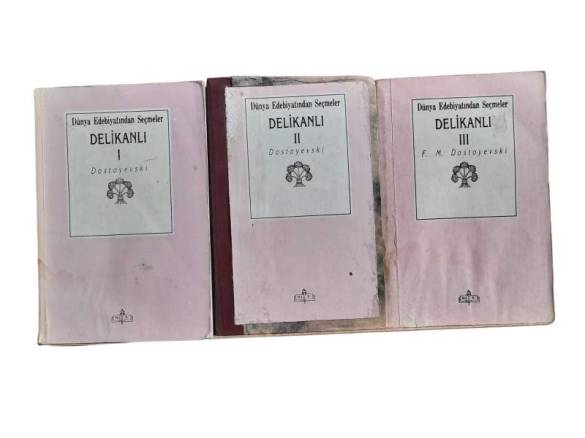 Dünya Edebiyatından Seçmeler
DELİKANLI
I
Dostoyevski
Dünya Edebiyatından Seçmeler
DELİKANLI
II
Dostoyevski
Dünya Edebiyatından Seçmeler
DELİKANLI
III
F. M. Dostoyevski